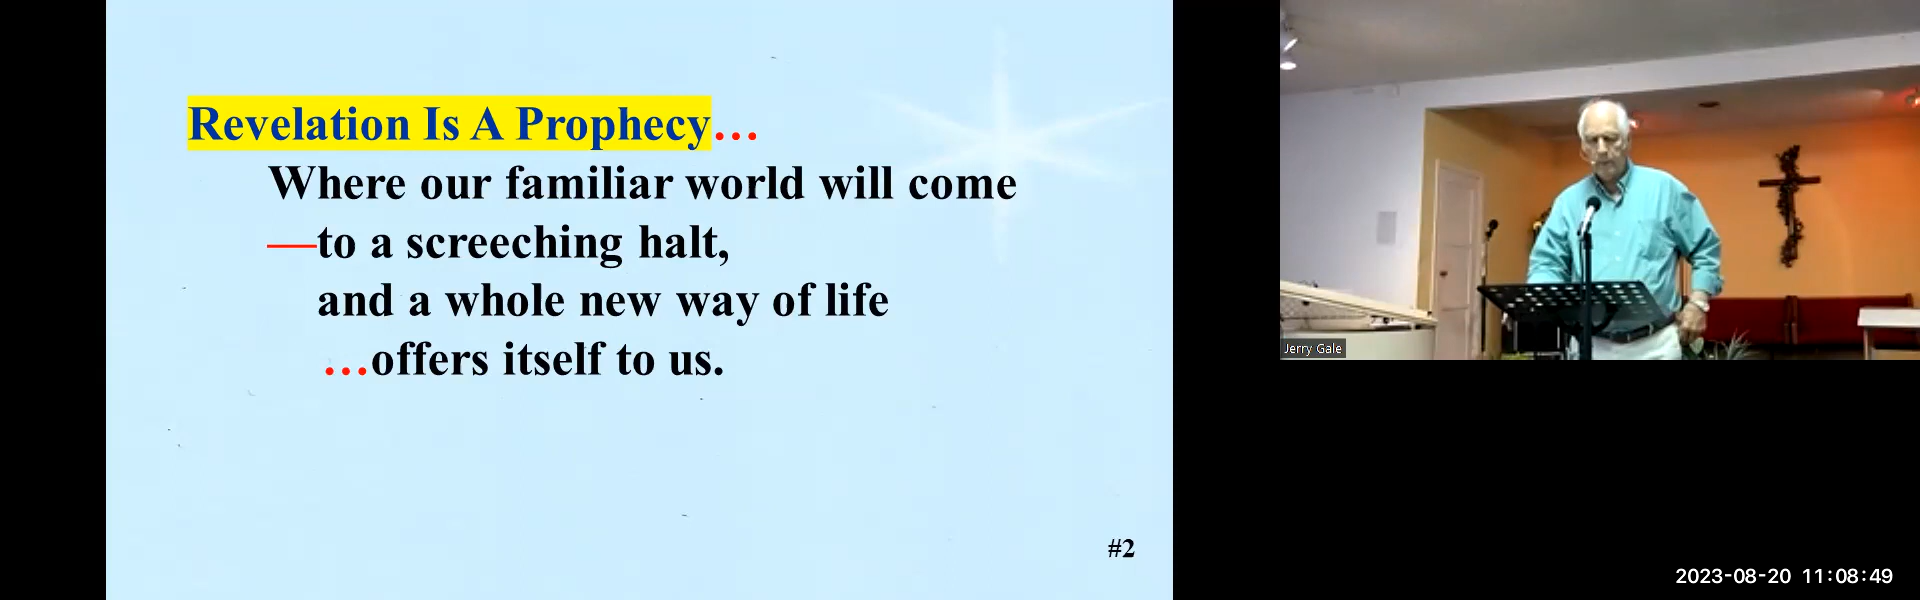 Revelation Is A Prophecy…
Where our familiar world will come
—to a screeching halt,
and a whole new way of life
…offers itself to us.
#2
Jerry Gale
2023-08-20 11:08:49